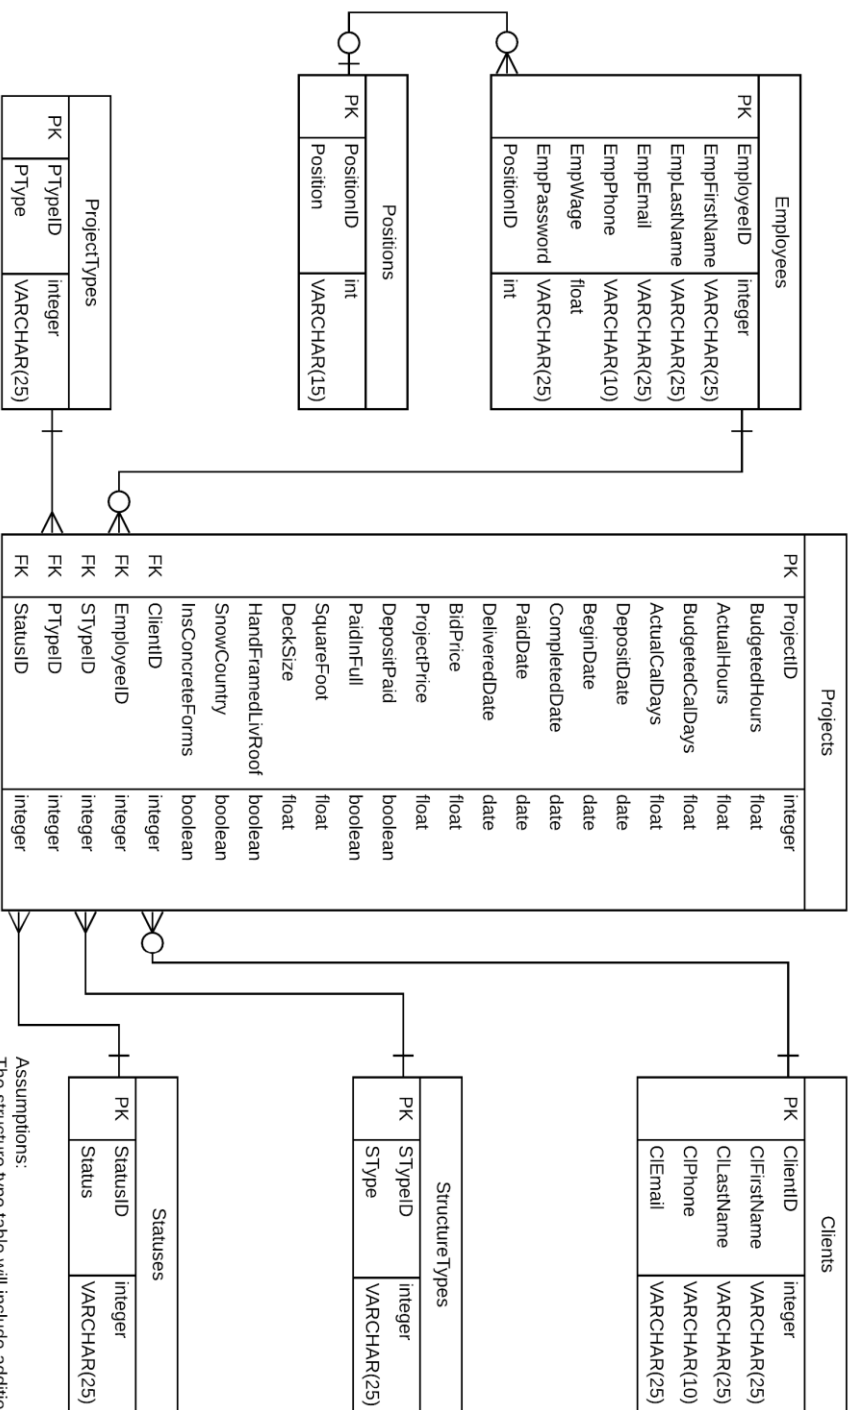 Employees
PK EmployeeID integer
EmpFirstName VARCHAR(25)
EmpLastName VARCHAR(25)
EmpEmail VARCHAR(25)
EmpPhone VARCHAR(10)
EmpWage float
EmpPassword VARCHAR(25)
PositionID int
Positions
PK PositionID int
Position VARCHAR(15)
ProjectTypes
PK PTypeID integer
PType VARCHAR(25)
Projects
PK ProjectID integer
BudgetedHours float
ActualHours float
BudgetedCalDays float
ActualCalDays float
DepositDate date
BeginDate date
CompletedDate date
PaidDate date
DeliveredDate date
BidPrice float
ProjectPrice float
DepositPaid boolean
PaidInFull boolean
SquareFoot float
DeckSize float
HandFramedLivRoof boolean
SnowCountry boolean
InsConcreteForms boolean
FK ClientID integer
FK EmployeeID integer
FK STypeID integer
FK PTypeID integer
FK StatusID integer
Clients
PK ClientID integer
ClFirstName VARCHAR(25)
ClLastName VARCHAR(25)
ClPhone VARCHAR(10)
ClEmail VARCHAR(25)
StructureTypes
PK STypeID integer
SType VARCHAR(25)
Statuses
PK StatusID integer
Status VARCHAR(25)
Assumptions:
The structure type table will include